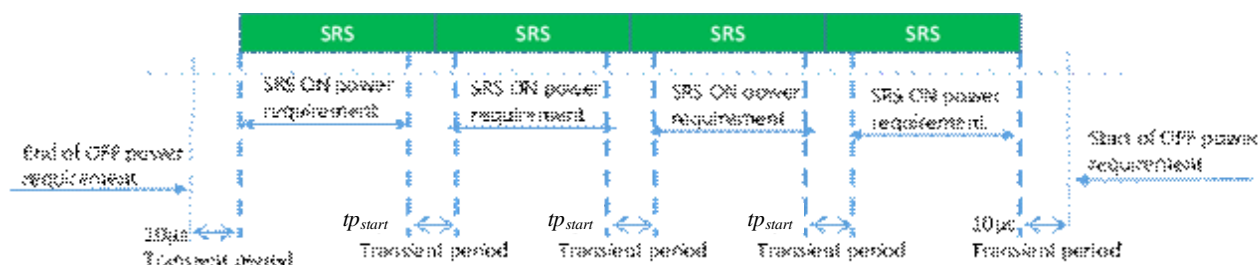 SRS SRS SRS SRS
SRS ON power requirement
SRS ON power requirement
SRS ON power requirement
SRS ON power requirement
End of OFF power requirement
Start of OFF power requirement
10µs Transient period
tpstart Transient period
tpstart Transient period
tpstart Transient period
10µs Transient period